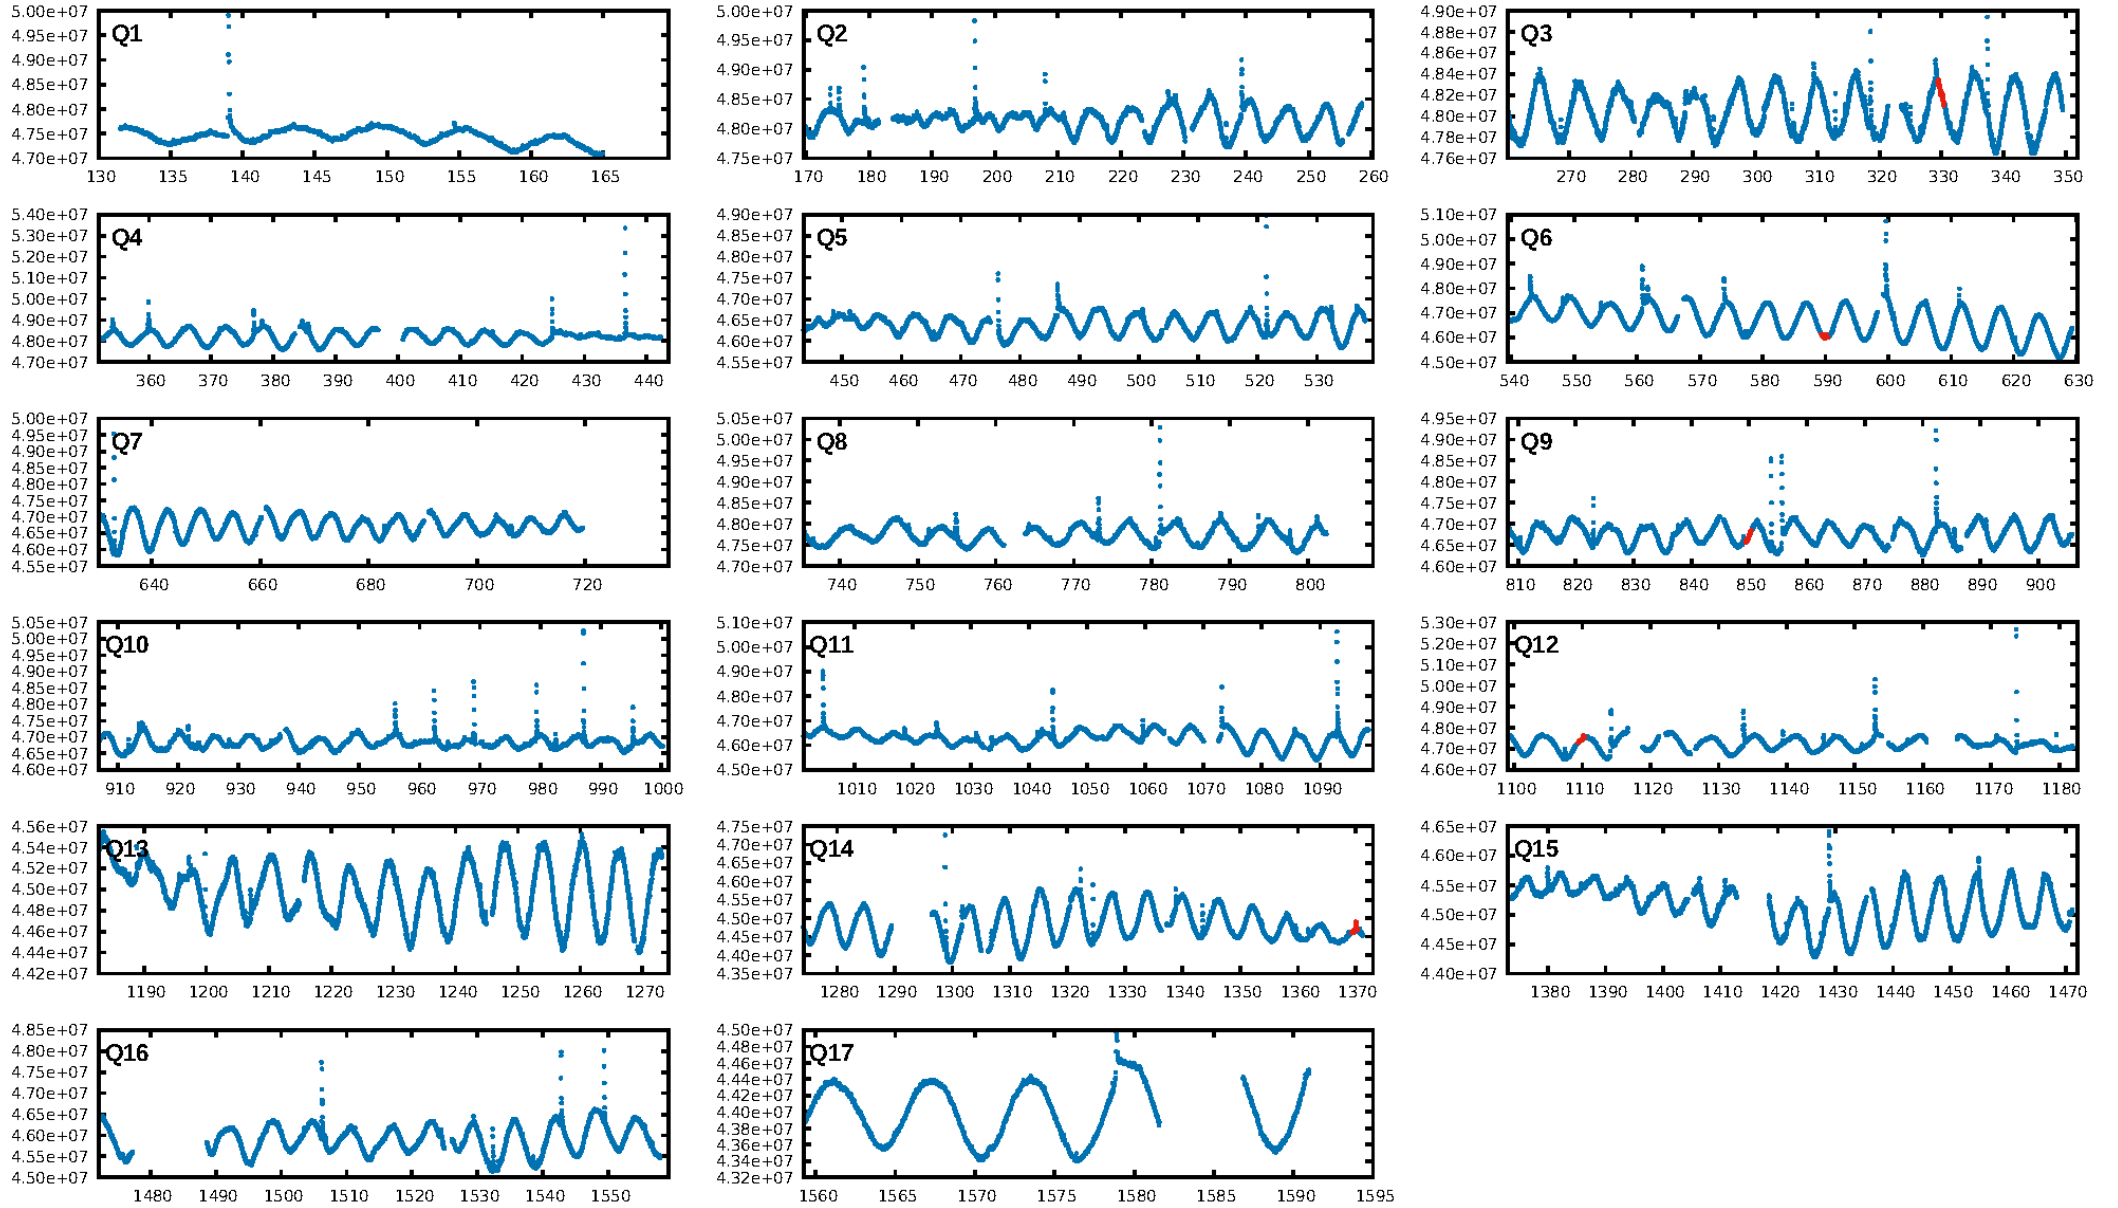 5.00e+07
4.95e+07
4.90e+07
4.85e+07
4.80e+07
4.75e+07
4.70e+07
Q1
130 135 140 145 150 155 160 165
5.00e+07
4.95e+07
4.90e+07
4.85e+07
4.80e+07
4.75e+07
Q2
170 180 190 200 210 220 230 240 250 260
4.90e+07
4.88e+07
4.86e+07
4.84e+07
4.82e+07
4.80e+07
4.78e+07
4.76e+07
Q3
270 280 290 300 310 320 330 340 350
5.40e+07
5.30e+07
5.20e+07
5.10e+07
5.00e+07
4.90e+07
4.80e+07
4.70e+07
Q4
360 370 380 390 400 410 420 430 440
4.90e+07
4.85e+07
4.80e+07
4.75e+07
4.70e+07
4.65e+07
4.60e+07
4.55e+07
Q5
450 460 470 480 490 500 510 520 530
5.10e+07
5.00e+07
4.90e+07
4.80e+07
4.70e+07
4.60e+07
4.50e+07
Q6
540 550 560 570 580 590 600 610 620 630
5.00e+07
4.95e+07
4.90e+07
4.85e+07
4.80e+07
4.75e+07
4.70e+07
4.65e+07
4.60e+07
4.55e+07
Q7
640 660 680 700 720
5.05e+07
5.00e+07
4.95e+07
4.90e+07
4.85e+07
4.80e+07
4.75e+07
4.70e+07
Q8
740 750 760 770 780 790 800
4.95e+07
4.90e+07
4.85e+07
4.80e+07
4.75e+07
4.70e+07
4.65e+07
4.60e+07
Q9
810 820 830 840 850 860 870 880 890 900
5.05e+07
5.00e+07
4.95e+07
4.90e+07
4.85e+07
4.80e+07
4.75e+07
4.70e+07
4.65e+07
4.60e+07
Q10
910 920 930 940 950 960 970 980 990 1000
5.10e+07
5.00e+07
4.90e+07
4.80e+07
4.70e+07
4.60e+07
4.50e+07
Q11
1010 1020 1030 1040 1050 1060 1070 1080 1090
5.30e+07
5.20e+07
5.10e+07
5.00e+07
4.90e+07
4.80e+07
4.70e+07
4.60e+07
Q12
1100 1110 1120 1130 1140 1150 1160 1170 1180
4.56e+07
4.54e+07
4.52e+07
4.50e+07
4.48e+07
4.46e+07
4.44e+07
4.42e+07
Q13
1190 1200 1210 1220 1230 1240 1250 1260 1270
4.75e+07
4.70e+07
4.65e+07
4.60e+07
4.55e+07
4.50e+07
4.45e+07
4.40e+07
4.35e+07
Q14
1280 1290 1300 1310 1320 1330 1340 1350 1360 1370
4.65e+07
4.60e+07
4.55e+07
4.50e+07
4.45e+07
4.40e+07
Q15
1380 1390 1400 1410 1420 1430 1440 1450 1460 1470
4.85e+07
4.80e+07
4.75e+07
4.70e+07
4.65e+07
4.60e+07
4.55e+07
4.50e+07
Q16
1480 1490 1500 1510 1520 1530 1540 1550
4.50e+07
4.48e+07
4.46e+07
4.44e+07
4.42e+07
4.40e+07
4.38e+07
4.36e+07
4.34e+07
4.32e+07
Q17
1560 1565 1570 1575 1580 1585 1590 1595